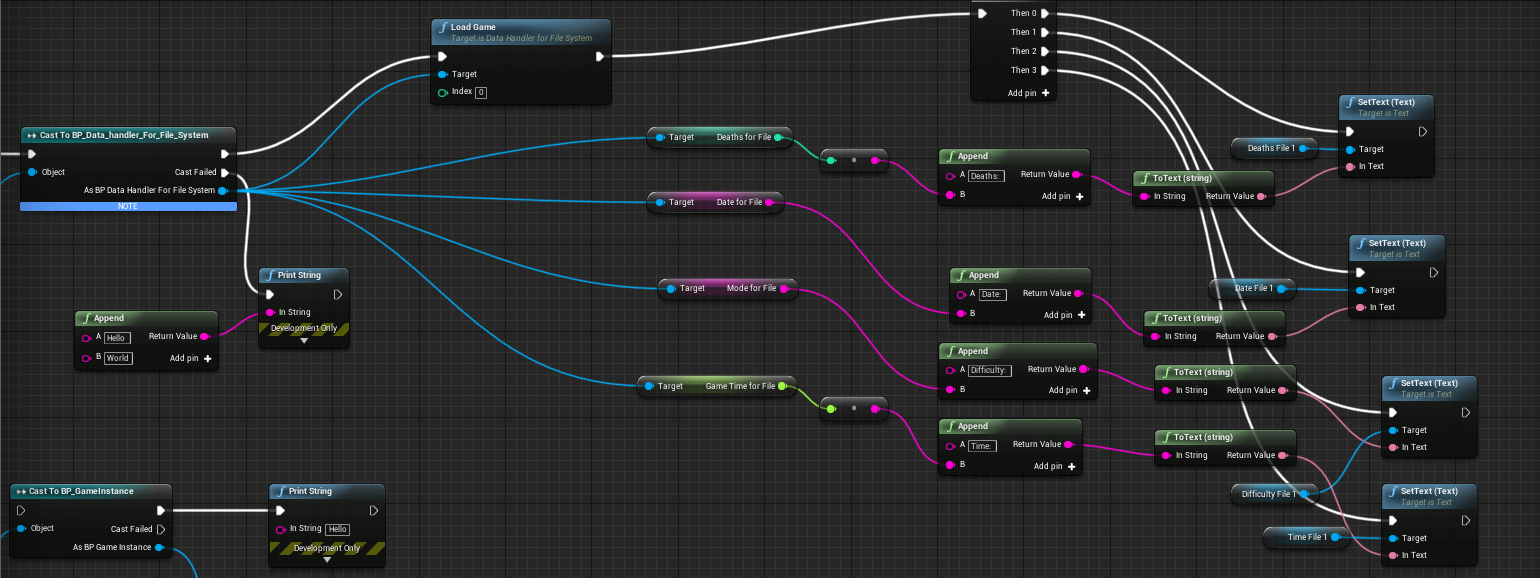 Load Game
Target is Data Handler for File System
Target
Index 0
Then 0
Then 1
Then 2
Then 3
Add pin
Cast To BP_Data_handler_For_File_System
Object
Cast Failed
As BP Data Handler For File System
NOTE
Target Deaths for File
Target Date for File
Target Mode for File
Target Game Time for File
Append
A Deaths: Return Value
B Add pin
ToText (string)
In String Return Value
Deaths File 1
SetText (Text)
Target is Text
Target
In Text
Append
A Date: Return Value
B Add pin
ToText (string)
In String Return Value
Date File 1
SetText (Text)
Target is Text
Target
In Text
Append
A Difficulty: Return Value
B Add pin
ToText (string)
In String Return Value
Difficulty File 1
SetText (Text)
Target is Text
Target
In Text
Append
A Time: Return Value
B Add pin
ToText (string)
In String Return Value
Time File 1
SetText (Text)
Target is Text
Target
In Text
Print String
In String
Development Only
Append
A Hello Return Value
B World Add pin
Cast To BP_GameInstance
Object
Cast Failed
As BP Game Instance
Print String
In String Hello
Development Only